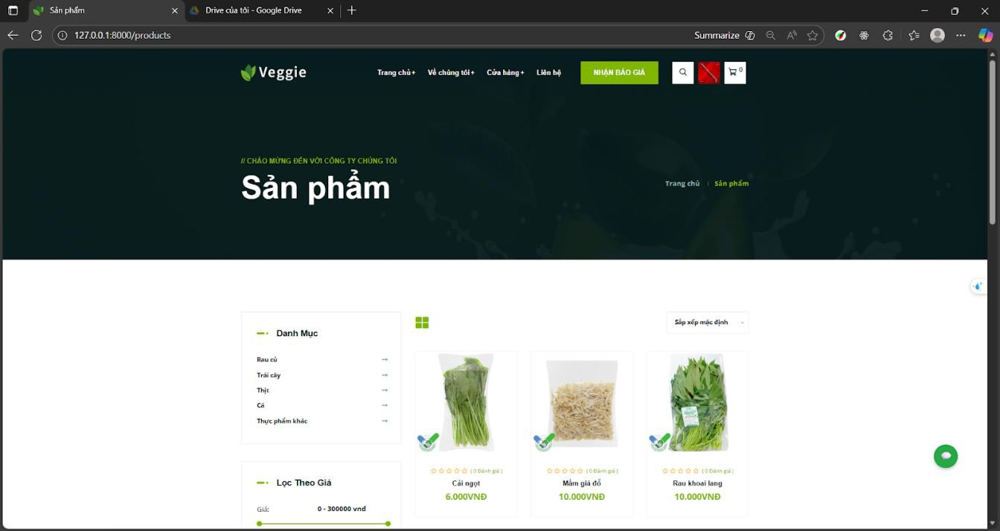 Sản phẩm
Drive của tôi - Google Drive
127.0.0.1:8000/products
Summarize
Veggie
Trang chủ+
Về chúng tôi+
Cửa hàng+
Liên hệ
NHẬN BÁO GIÁ
0
// CHÀO MỪNG ĐẾN VỚI CÔNG TY CHÚNG TÔI
Sản phẩm
Trang chủ
Sản phẩm
Danh Mục
Rau củ
Trái cây
Thịt
Cá
Thực phẩm khác
Lọc Theo Giá
Giá:
0 - 300000 vnđ
Sắp xếp mặc định
( 0 Đánh giá )
Cải ngọt
6.000VNĐ
( 0 Đánh giá )
Mầm giá đỗ
10.000VNĐ
( 0 Đánh giá )
Rau khoai lang
10.000VNĐ